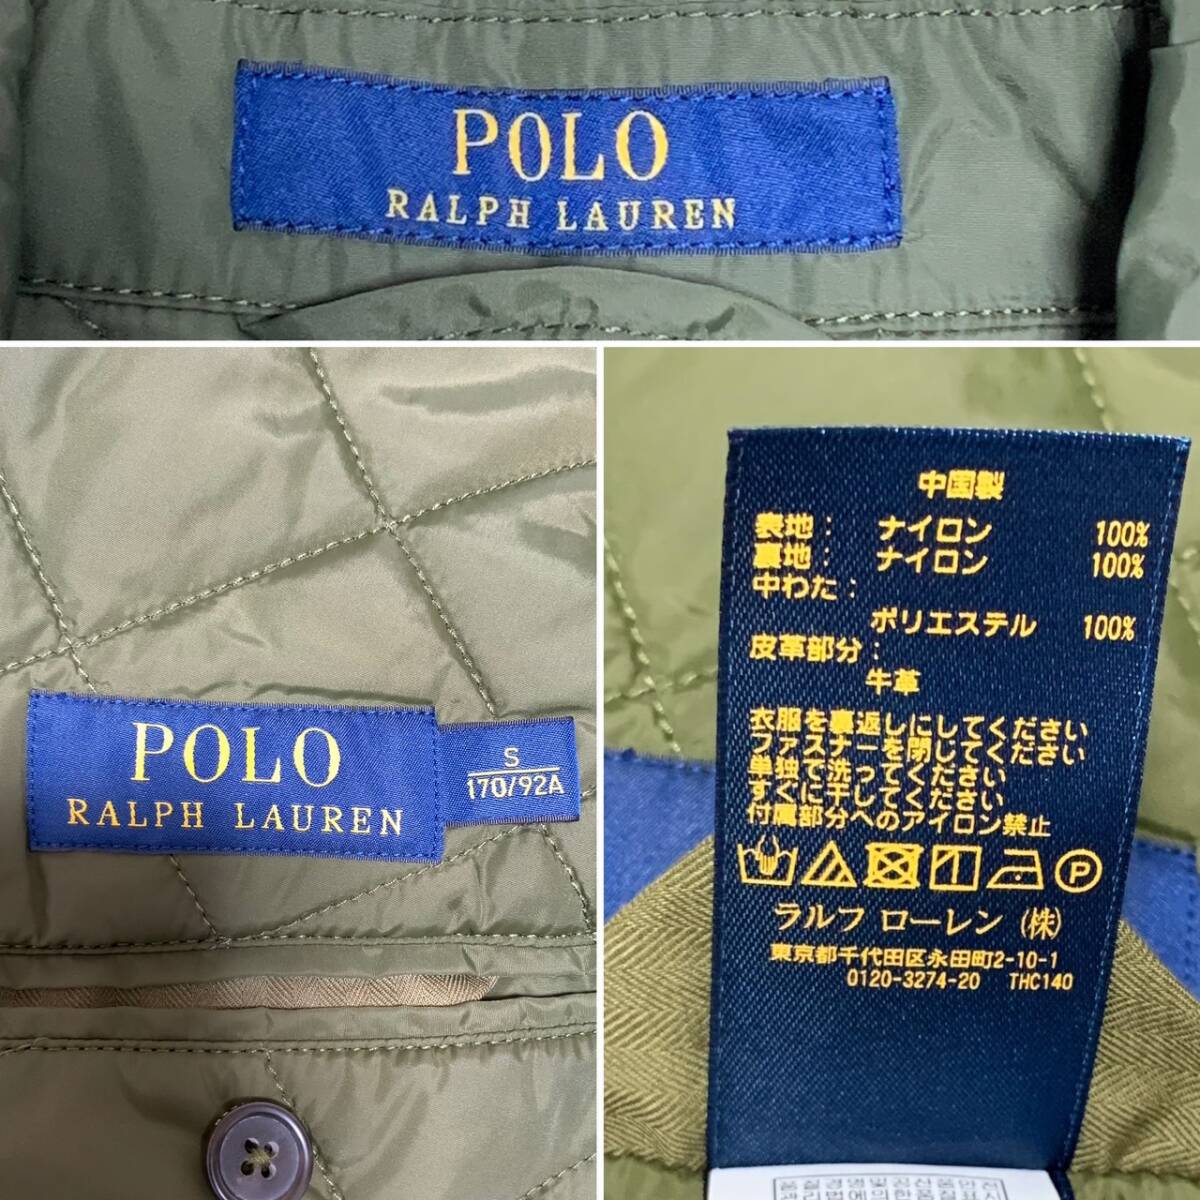 POLO
RALPH LAUREN
POLO
RALPH LAUREN
S
170/92A
中国製
表地: ナイロン 100%
裏地: ナイロン 100%
中わた:
ポリエステル 100%
皮革部分:
牛革
衣服を裏返しにしてください
ファスナーを閉じてください
単独で洗ってください
すぐに干してください
付属部分へのアイロン禁止
P
ラルフ ローレン (株)
東京都千代田区永田町2-10-1
0120-3274-20 THC140